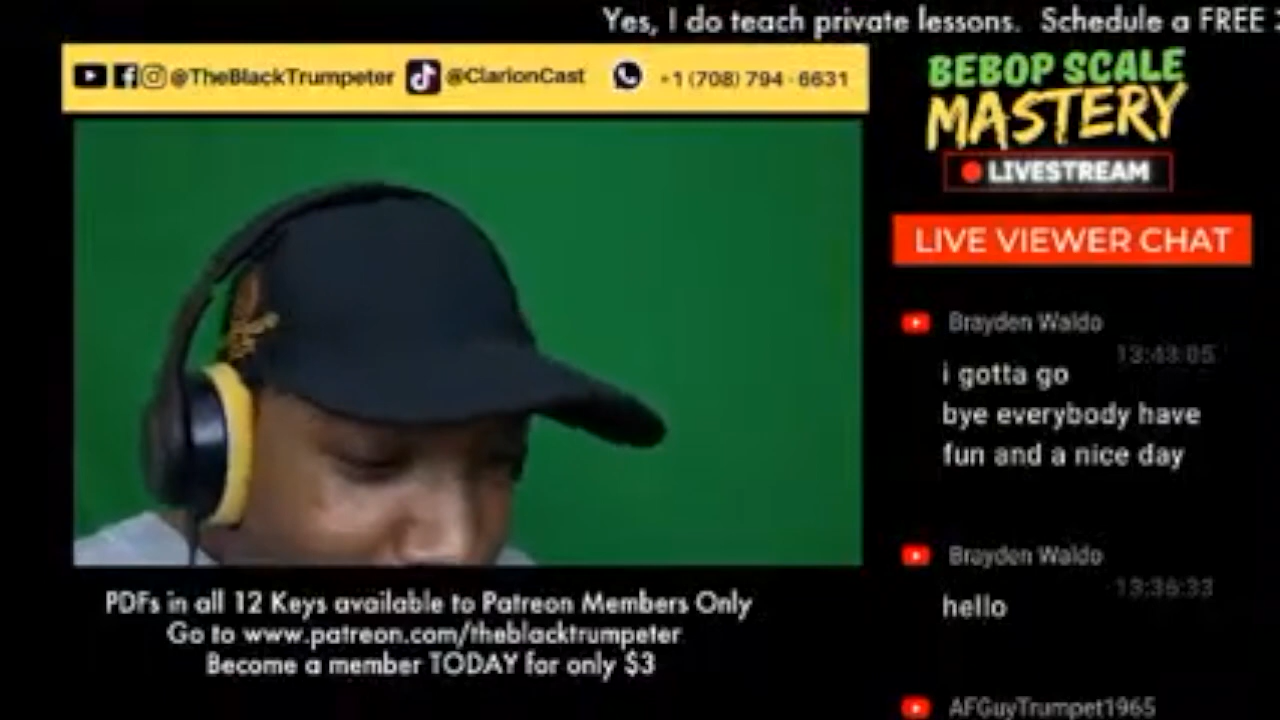 Yes, I do teach private lessons. Schedule a FREE
@TheBlackTrumpeter @ClarionCast +1 (708) 794-6631
BEBOP SCALE
MASTERY
LIVESTREAM
LIVE VIEWER CHAT
Brayden Waldo
13:43:05
i gotta go
bye everybody have
fun and a nice day
Brayden Waldo
13:36:33
hello
AFGuyTrumpet1965
PDFs in all 12 Keys available to Patreon Members Only
Go to www.patreon.com/theblacktrumpeter
Become a member TODAY for only $3